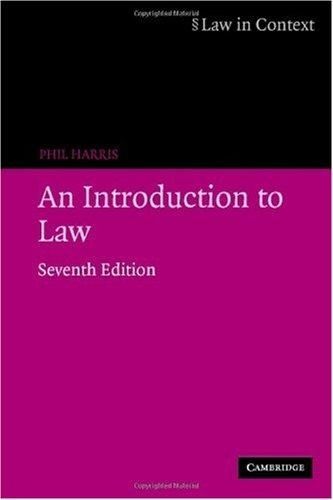 § Law in Context
PHIL HARRIS
An Introduction to
Law
Seventh Edition
CAMBRIDGE